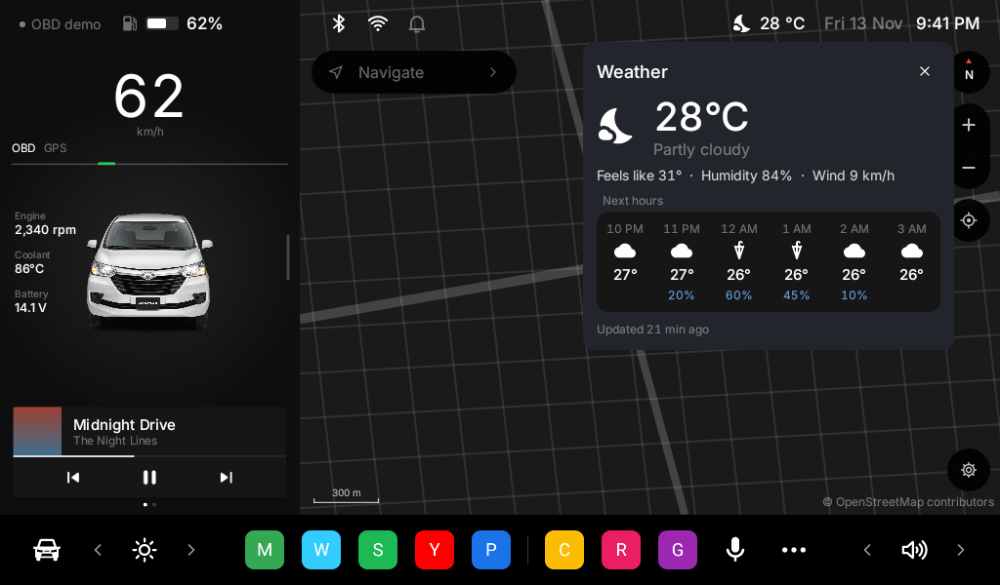 OBD demo
62%
28 °C Fri 13 Nov 9:41 PM
62
km/h
OBD GPS
Engine
2,340 rpm
Coolant
86°C
Battery
14.1 V
Midnight Drive
The Night Lines
Navigate
Weather
28°C
Partly cloudy
Feels like 31° · Humidity 84% · Wind 9 km/h
Next hours
10 PM 11 PM 12 AM 1 AM 2 AM 3 AM
27° 27° 26° 26° 26° 26°
20% 60% 45% 10%
Updated 21 min ago
N
300 m
© OpenStreetMap contributors
M W S Y P C R G